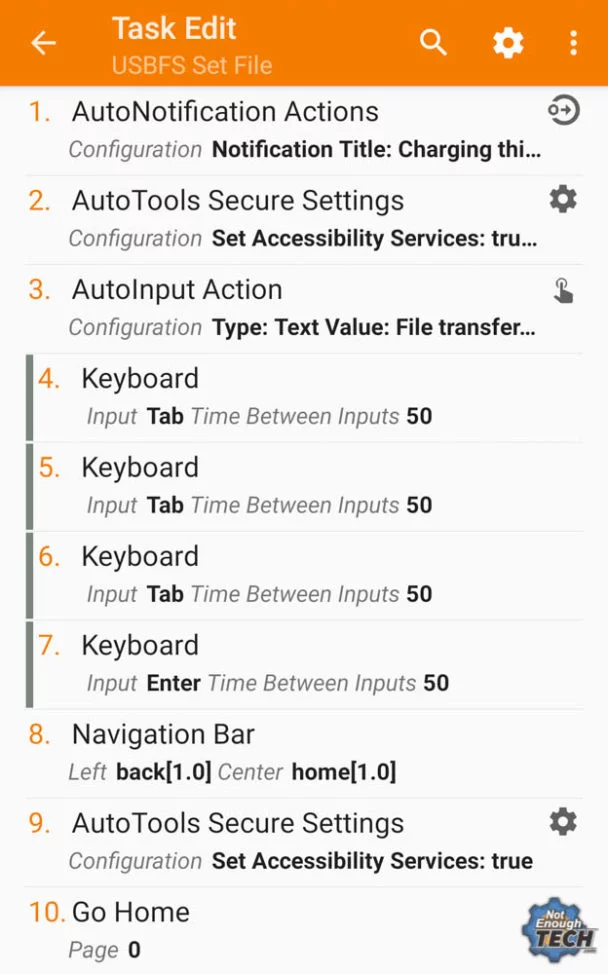 Task Edit
USBFS Set File
1. AutoNotification Actions
Configuration Notification Title: Charging thi...
2. AutoTools Secure Settings
Configuration Set Accessibility Services: tru...
3. AutoInput Action
Configuration Type: Text Value: File transfer...
4. Keyboard
Input Tab Time Between Inputs 50
5. Keyboard
Input Tab Time Between Inputs 50
6. Keyboard
Input Tab Time Between Inputs 50
7. Keyboard
Input Enter Time Between Inputs 50
8. Navigation Bar
Left back[1.0] Center home[1.0]
9. AutoTools Secure Settings
Configuration Set Accessibility Services: true
10. Go Home
Page 0
Not
Enough
TECH